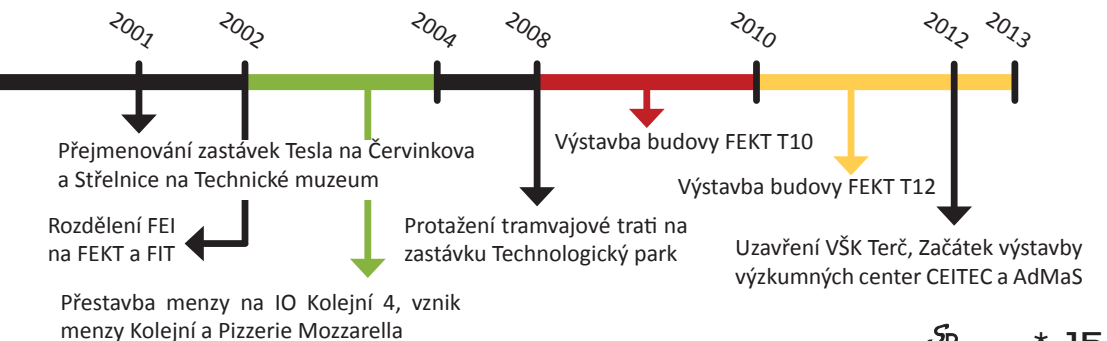 2001
2002
2004
2008
2010
2012
2013
Přejmenování zastávek Tesla na Červinkova
a Střelnice na Technické muzeum
Rozdělení FEI
na FEKT a FIT
Přestavba menzy na IO Kolejní 4, vznik
menzy Kolejní a Pizzerie Mozzarella
Protažení tramvajové trati na
zastávku Technologický park
Výstavba budovy FEKT T10
Výstavba budovy FEKT T12
Uzavření VŠK Terč, Začátek výstavby
výzkumných center CEITEC a AdMaS